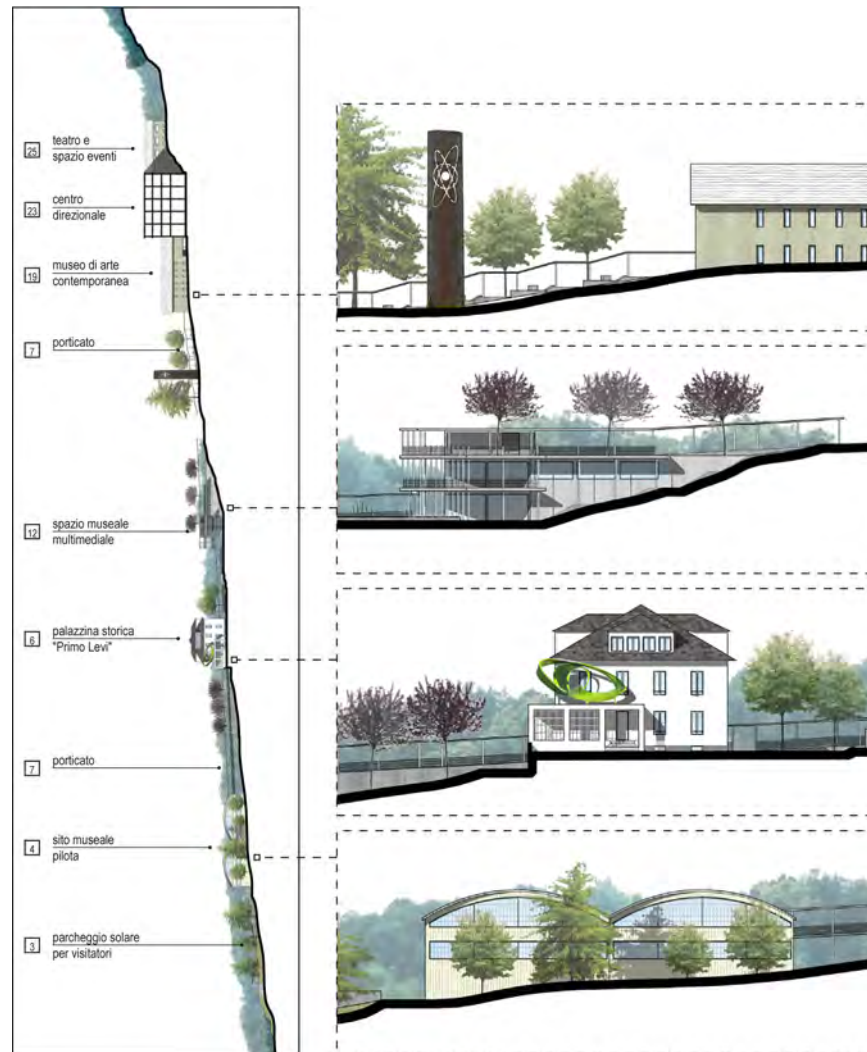 25
teatro e
spazio eventi
23
centro
direzionale
19
museo di arte
contemporanea
7
porticato
12
spazio museale
multimediale
6
palazzina storica
"Primo Levi"
7
porticato
4
sito museale
pilota
3
parcheggio solare
per visitatori